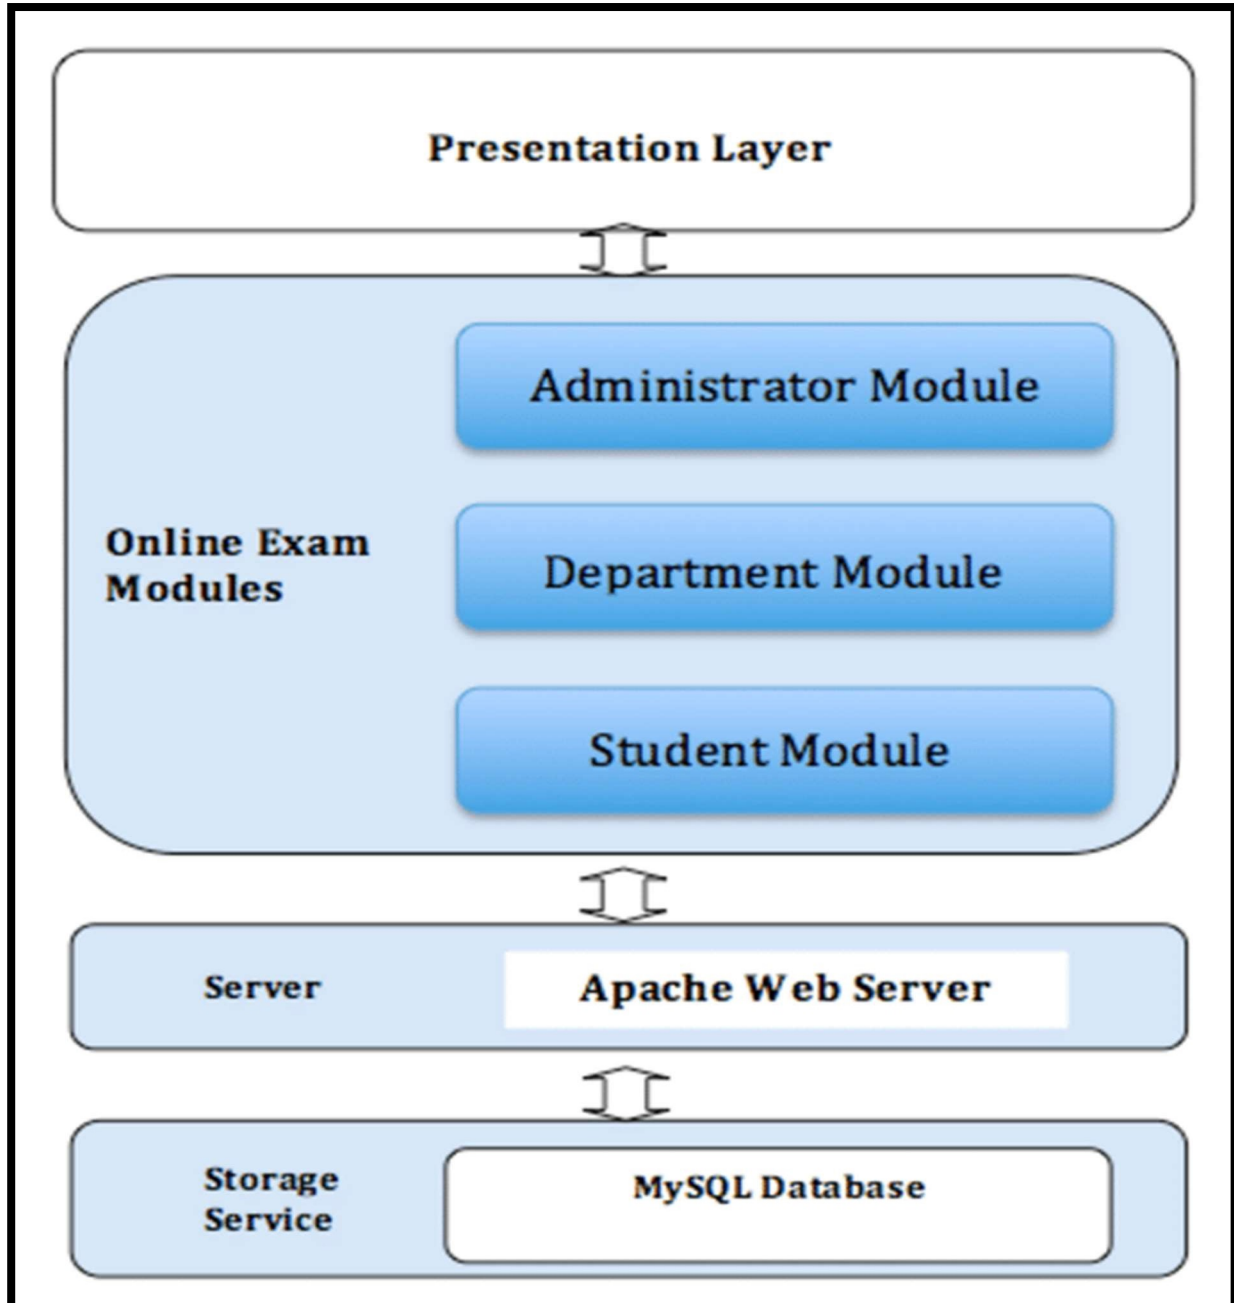 Presentation Layer
Administrator Module
Online Exam
Modules
Department Module
Student Module
Server
Apache Web Server
Storage
Service
MySQL Database